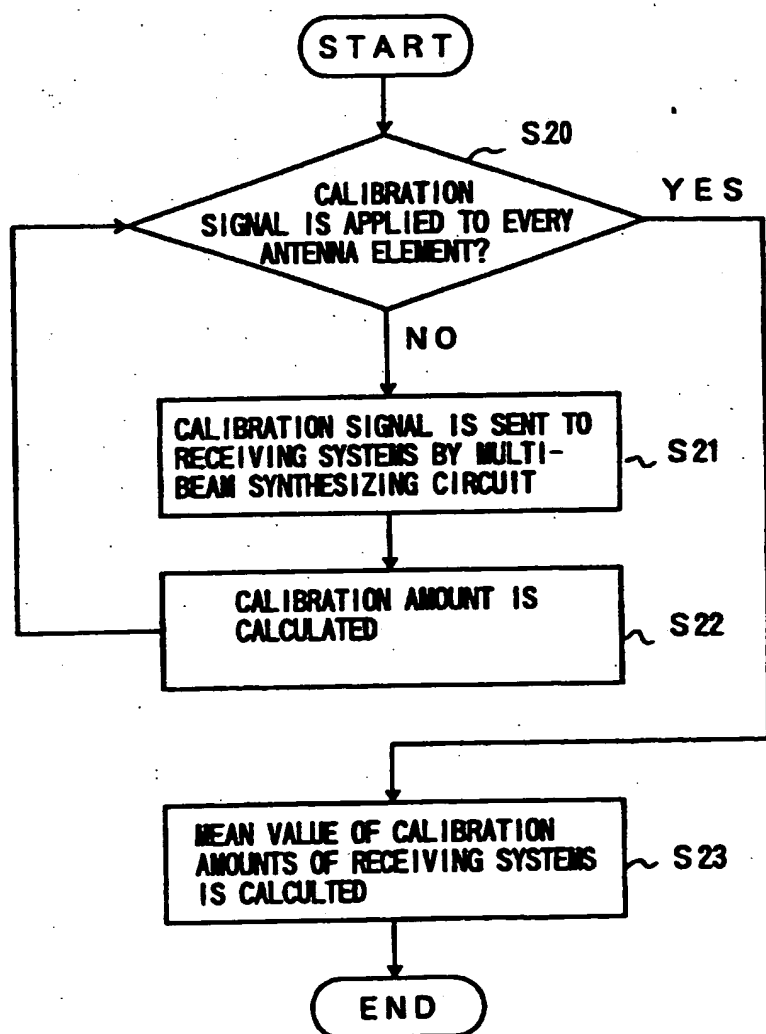 START
S20
CALIBRATION
SIGNAL IS APPLIED TO EVERY
ANTENNA ELEMENT?
YES
NO
CALIBRATION SIGNAL IS SENT TO
RECEIVING SYSTEMS BY MULTI-
BEAM SYNTHESIZING CIRCUIT
S21
CALIBRATION AMOUNT IS
CALCULATED
S22
MEAN VALUE OF CALIBRATION
AMOUNTS OF RECEIVING SYSTEMS
IS CALCULTED
S23
END